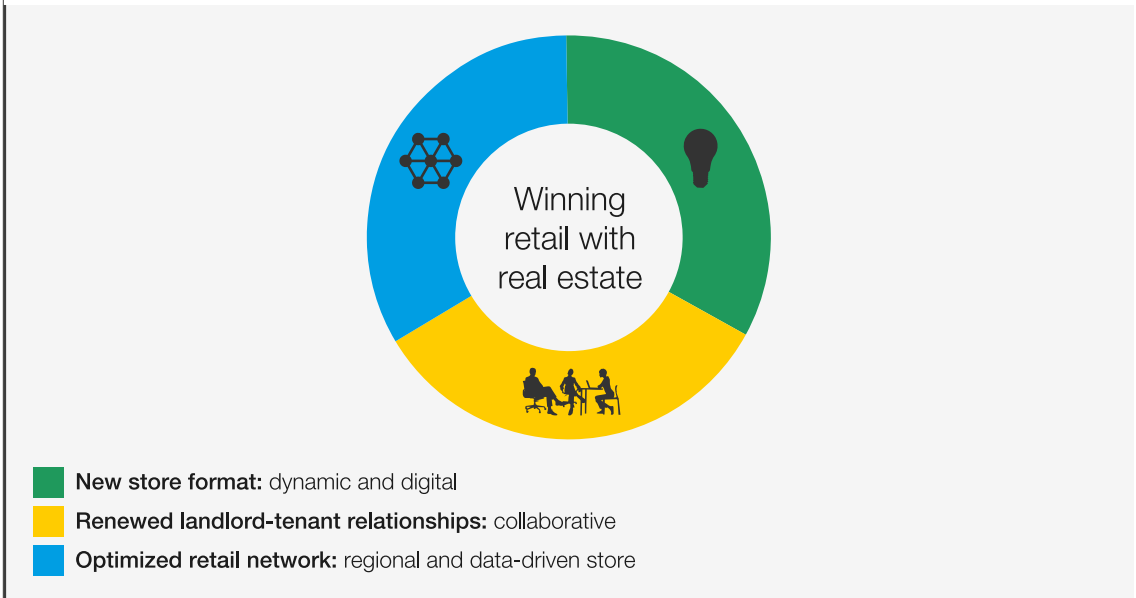 Winning
retail with
real estate
New store format: dynamic and digital
Renewed landlord-tenant relationships: collaborative
Optimized retail network: regional and data-driven store